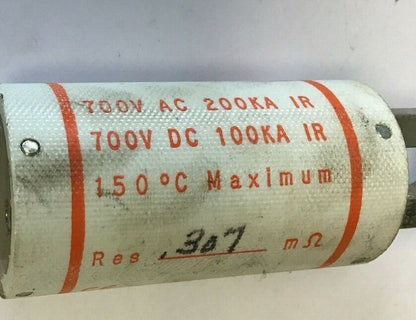 700V AC 200KA IR
700V DC 100KA IR
150°C Maximum
Res .307 mΩ